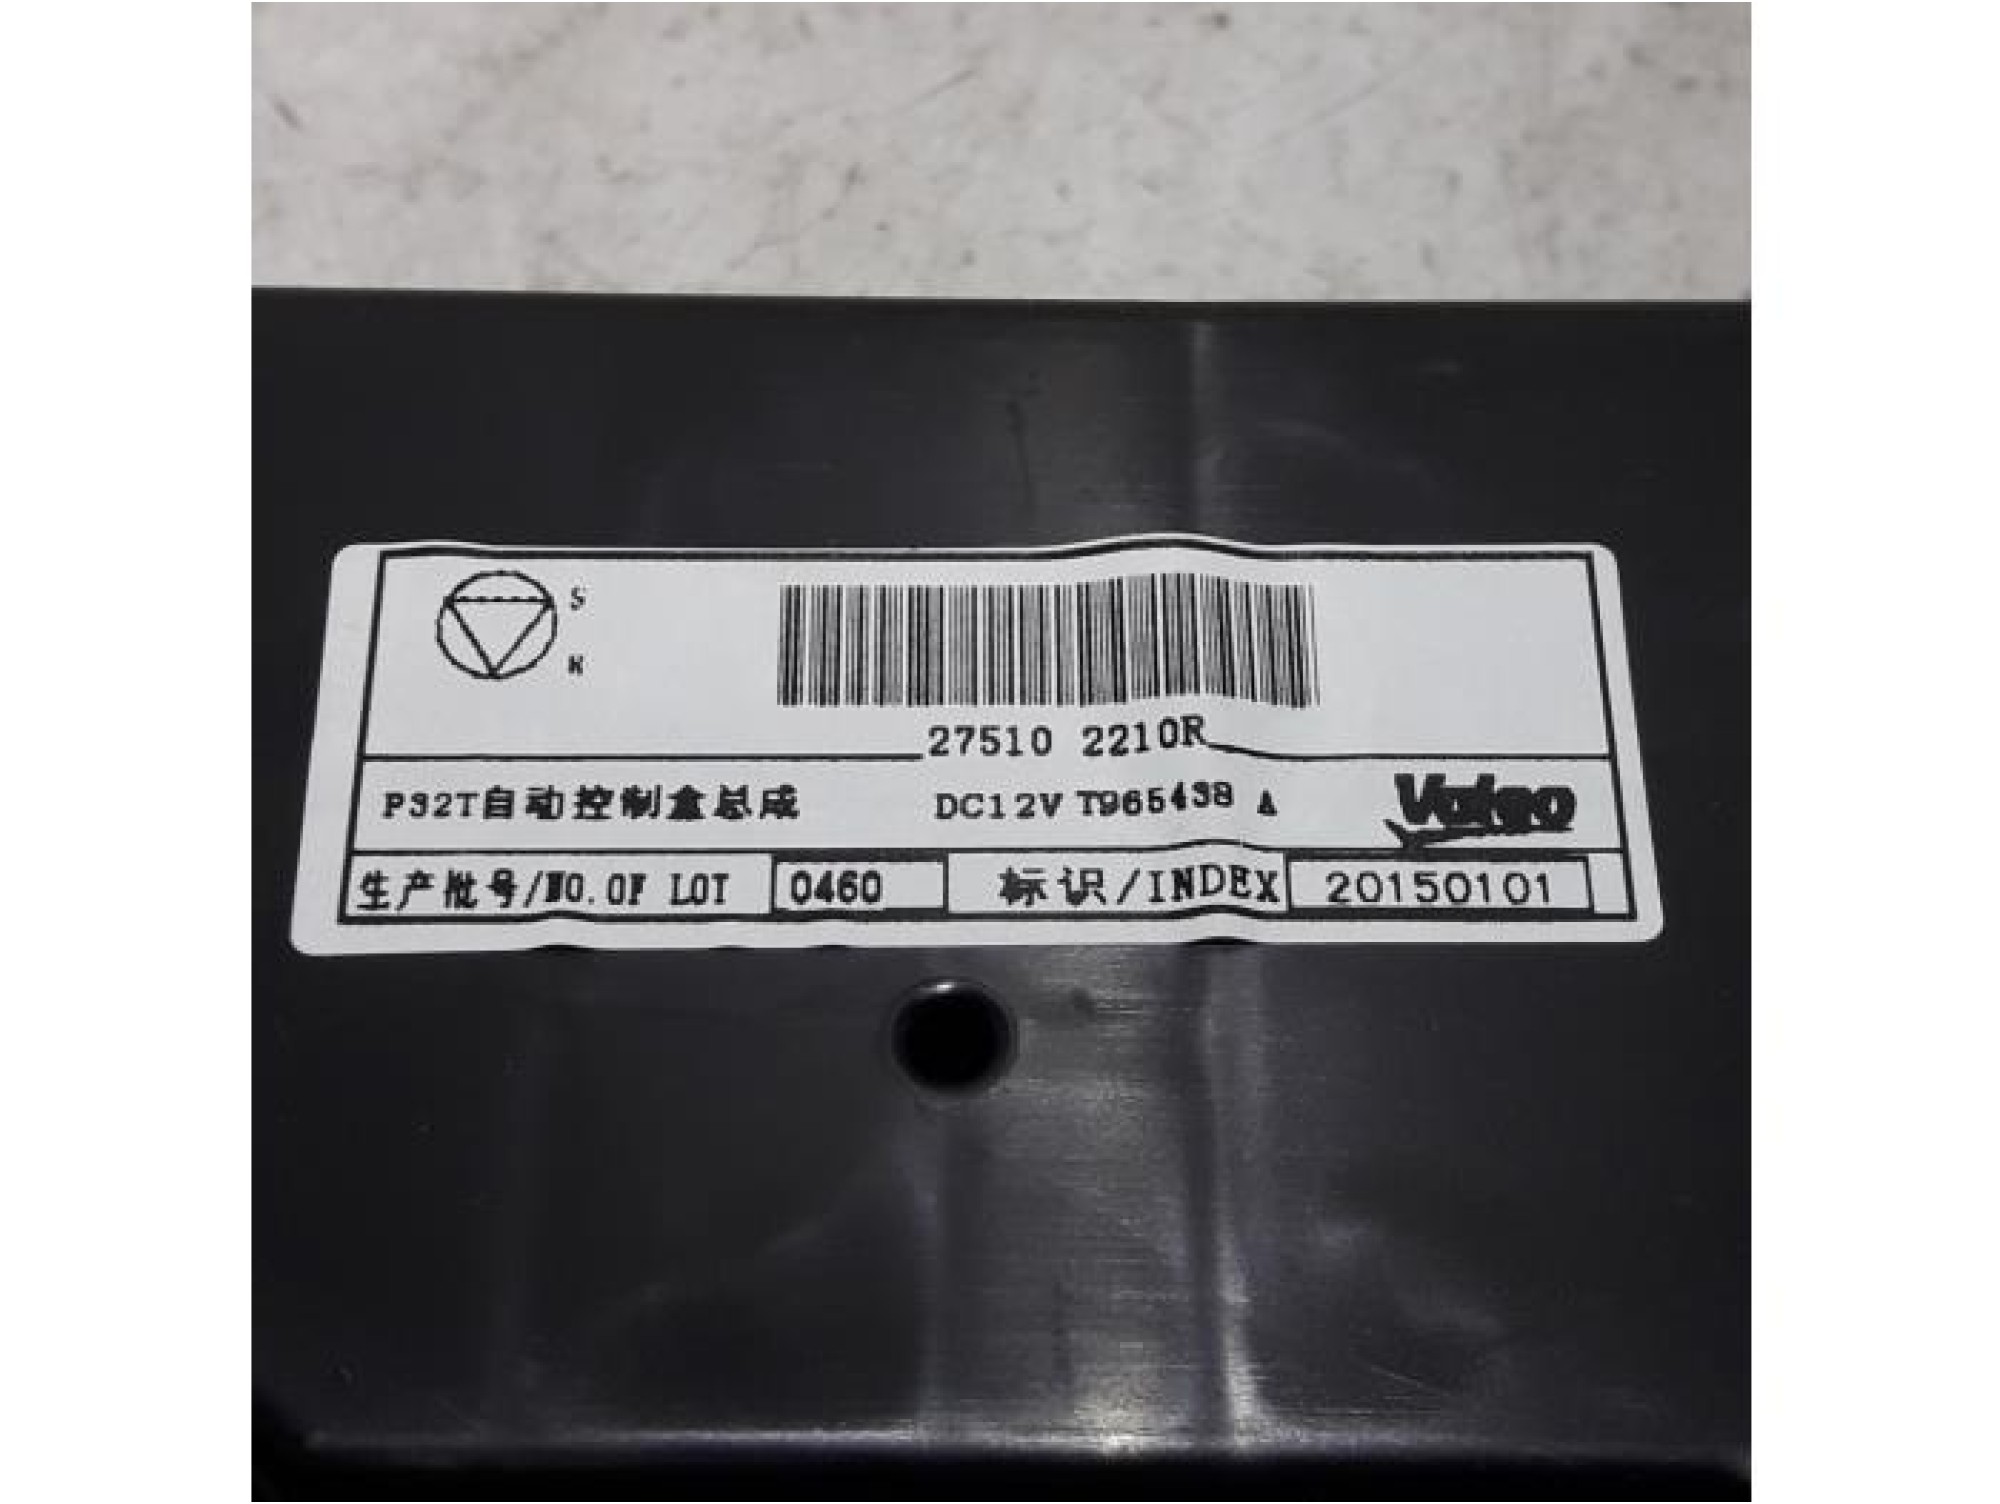 S
N
27510 2210R
P32T自动控制盒总成 DC12V T965438 A Valeo
生产批号/NO.OF LOT 0460 标识/INDEX 20150101